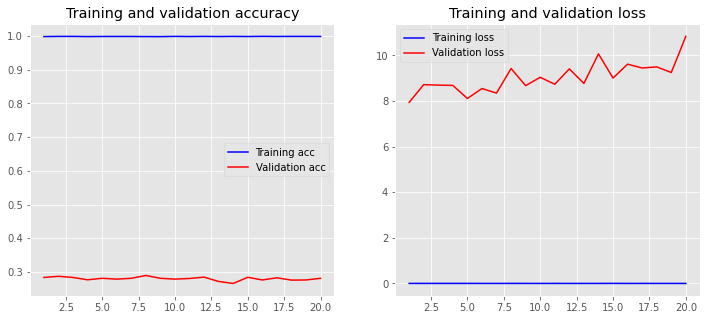 Training and validation accuracy
1.0
0.9
0.8
0.7
0.6
0.5
0.4
0.3
Training acc
Validation acc
2.5 5.0 7.5 10.0 12.5 15.0 17.5 20.0
Training and validation loss
Training loss
Validation loss
10
8
6
4
2
0
2.5 5.0 7.5 10.0 12.5 15.0 17.5 20.0